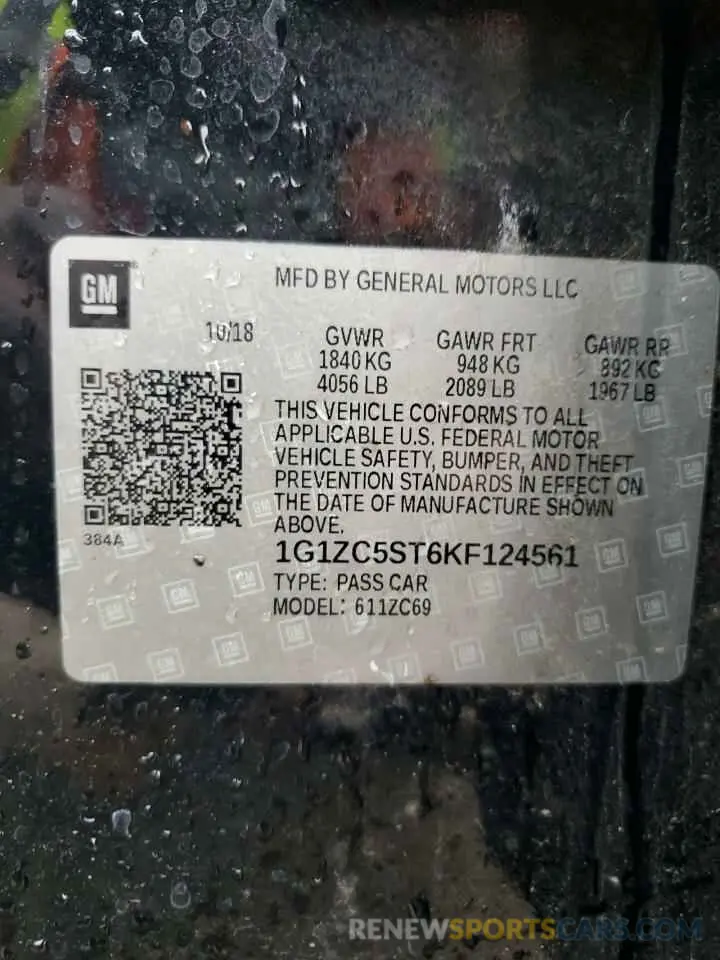 GM
MFD BY GENERAL MOTORS LLC
10/18
GVWR GAWR FRT GAWR RR
1840 KG 948 KG 892 KG
4056 LB 2089 LB 1967 LB
THIS VEHICLE CONFORMS TO ALL
APPLICABLE U.S. FEDERAL MOTOR
VEHICLE SAFETY, BUMPER, AND THEFT
PREVENTION STANDARDS IN EFFECT ON
THE DATE OF MANUFACTURE SHOWN
ABOVE.
384A
1G1ZC5ST6KF124561
TYPE: PASS CAR
MODEL: 611ZC69
RENEWSPORTSCARS.COM